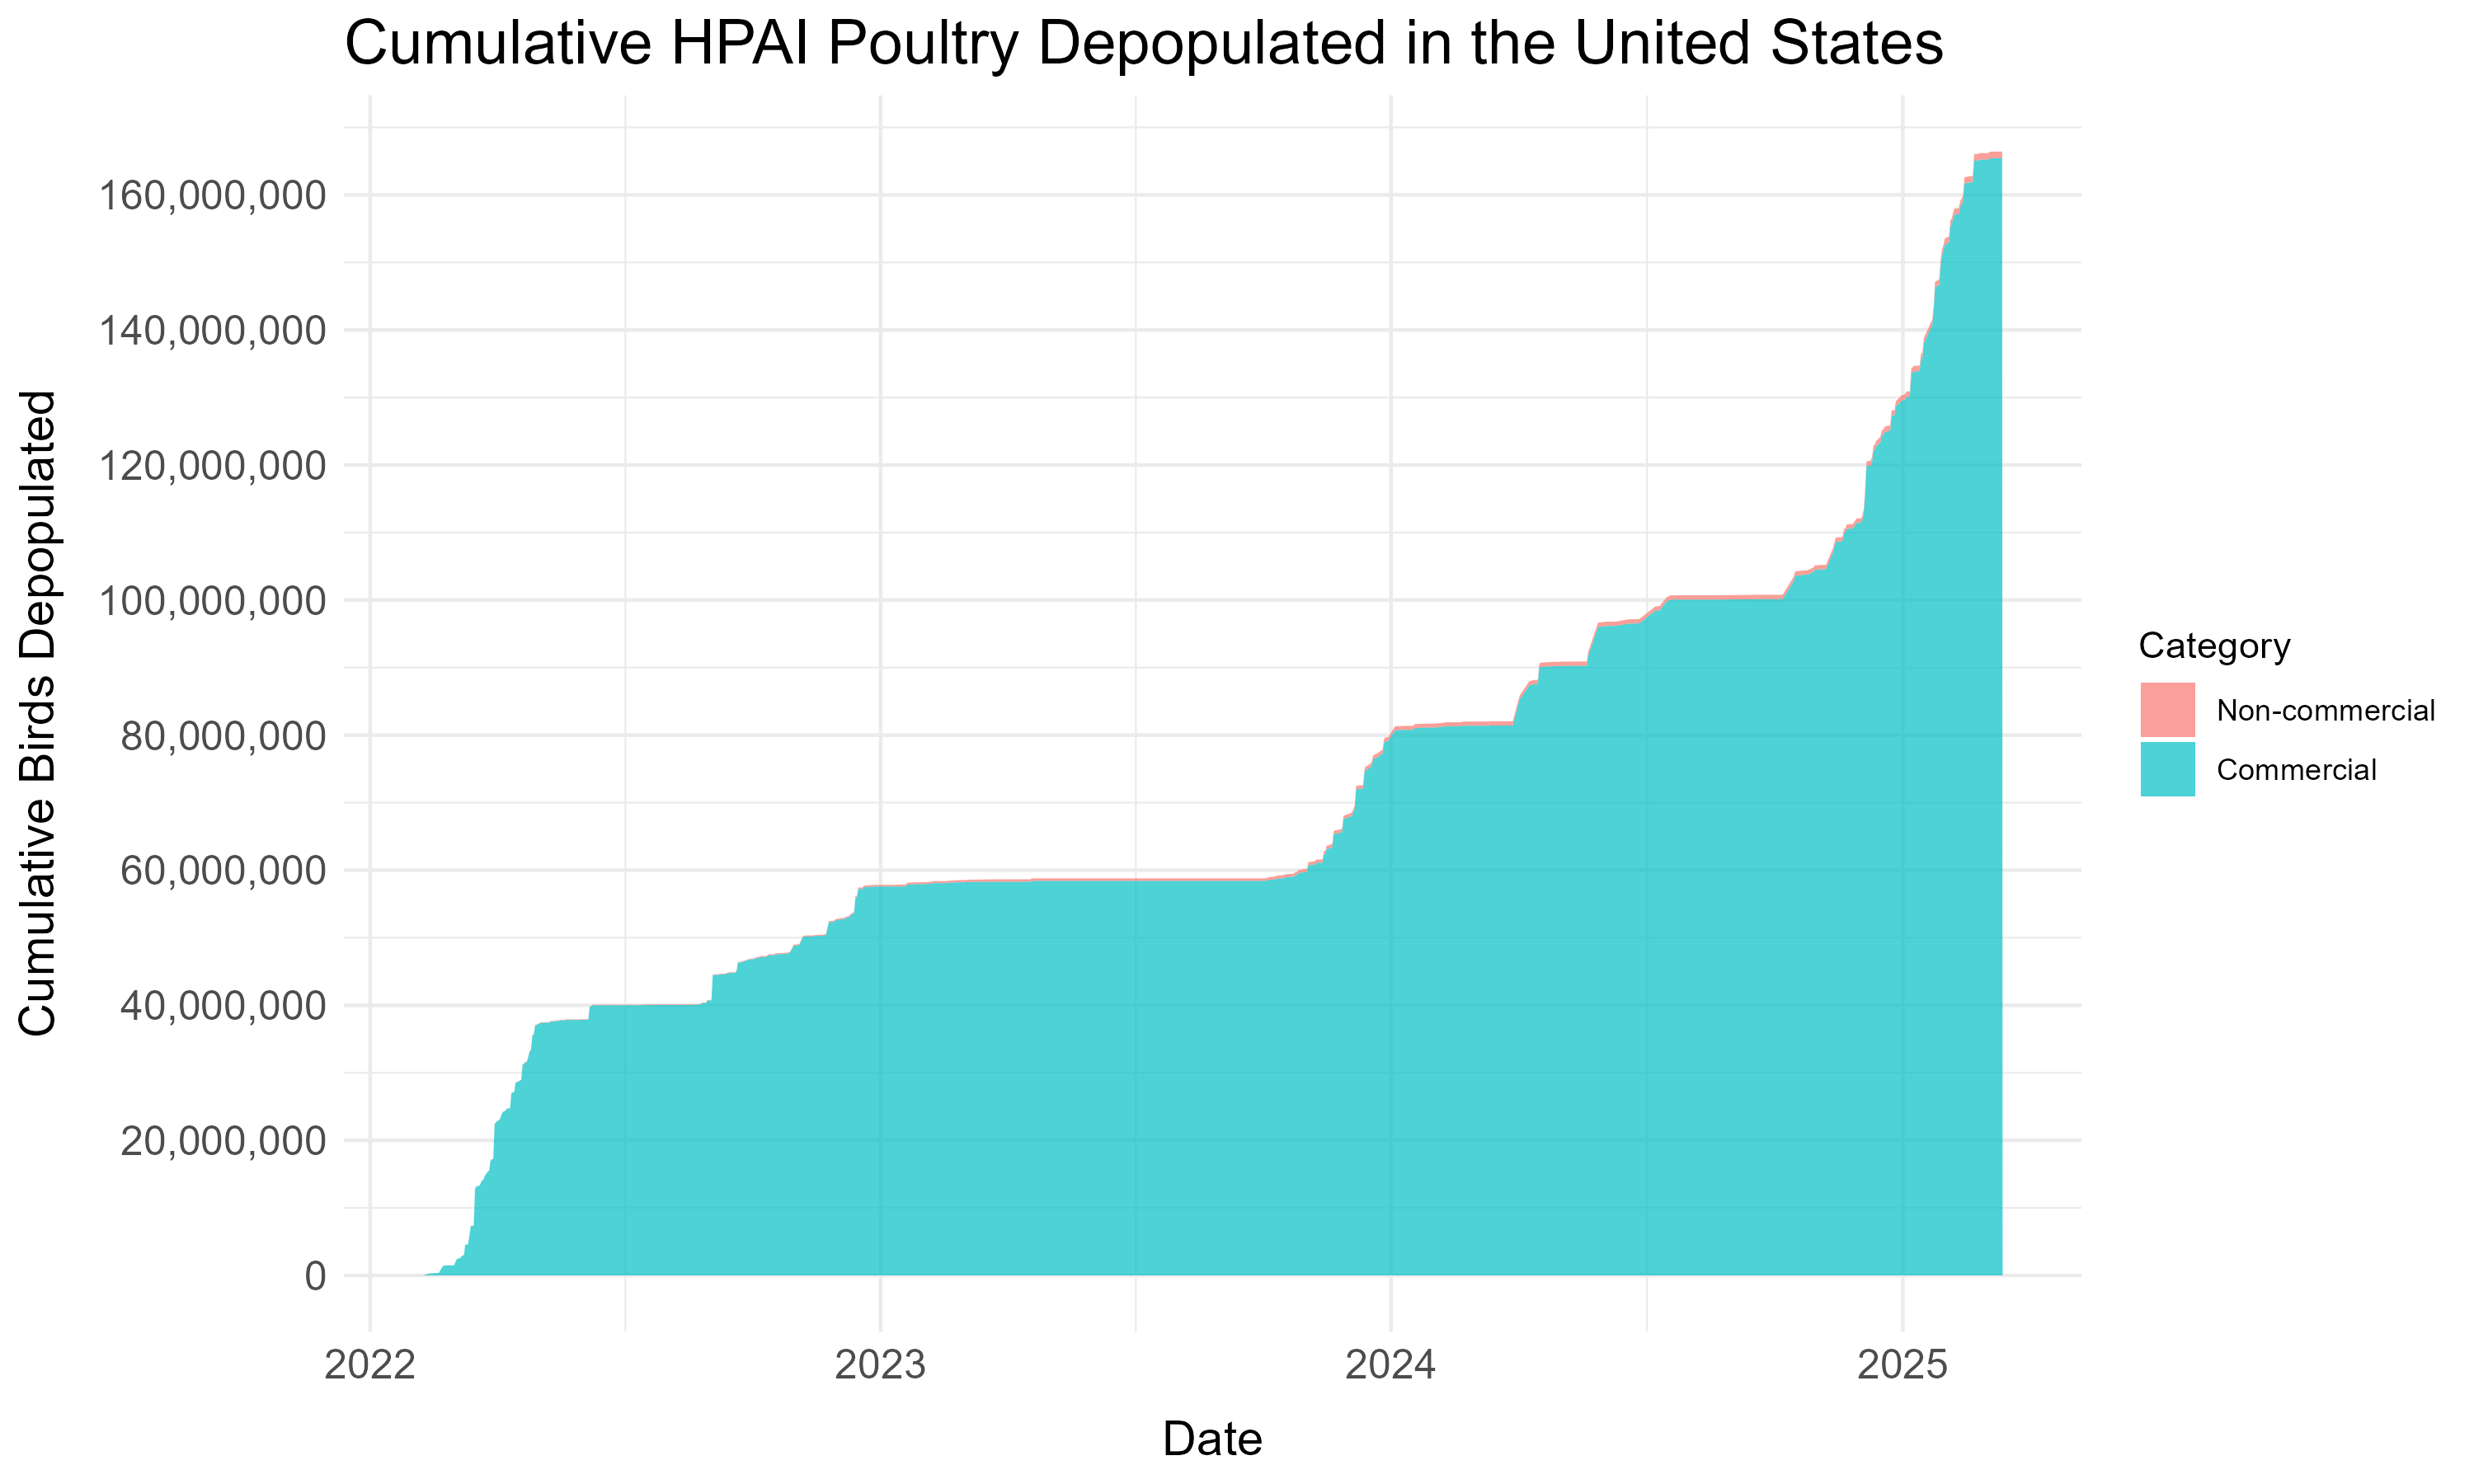 Cumulative HPAI Poultry Depopulated in the United States
Cumulative Birds Depopulated
160,000,000
140,000,000
120,000,000
100,000,000
80,000,000
60,000,000
40,000,000
20,000,000
0
2022
2023
2024
2025
Date
Category
Non-commercial
Commercial